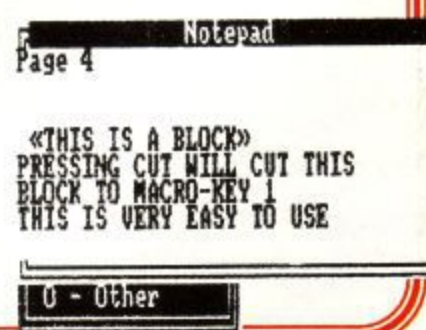 Notepad
Page 4
«THIS IS A BLOCK»
PRESSING CUT WILL CUT THIS
BLOCK TO MACRO-KEY 1
THIS IS VERY EASY TO USE
O - Other